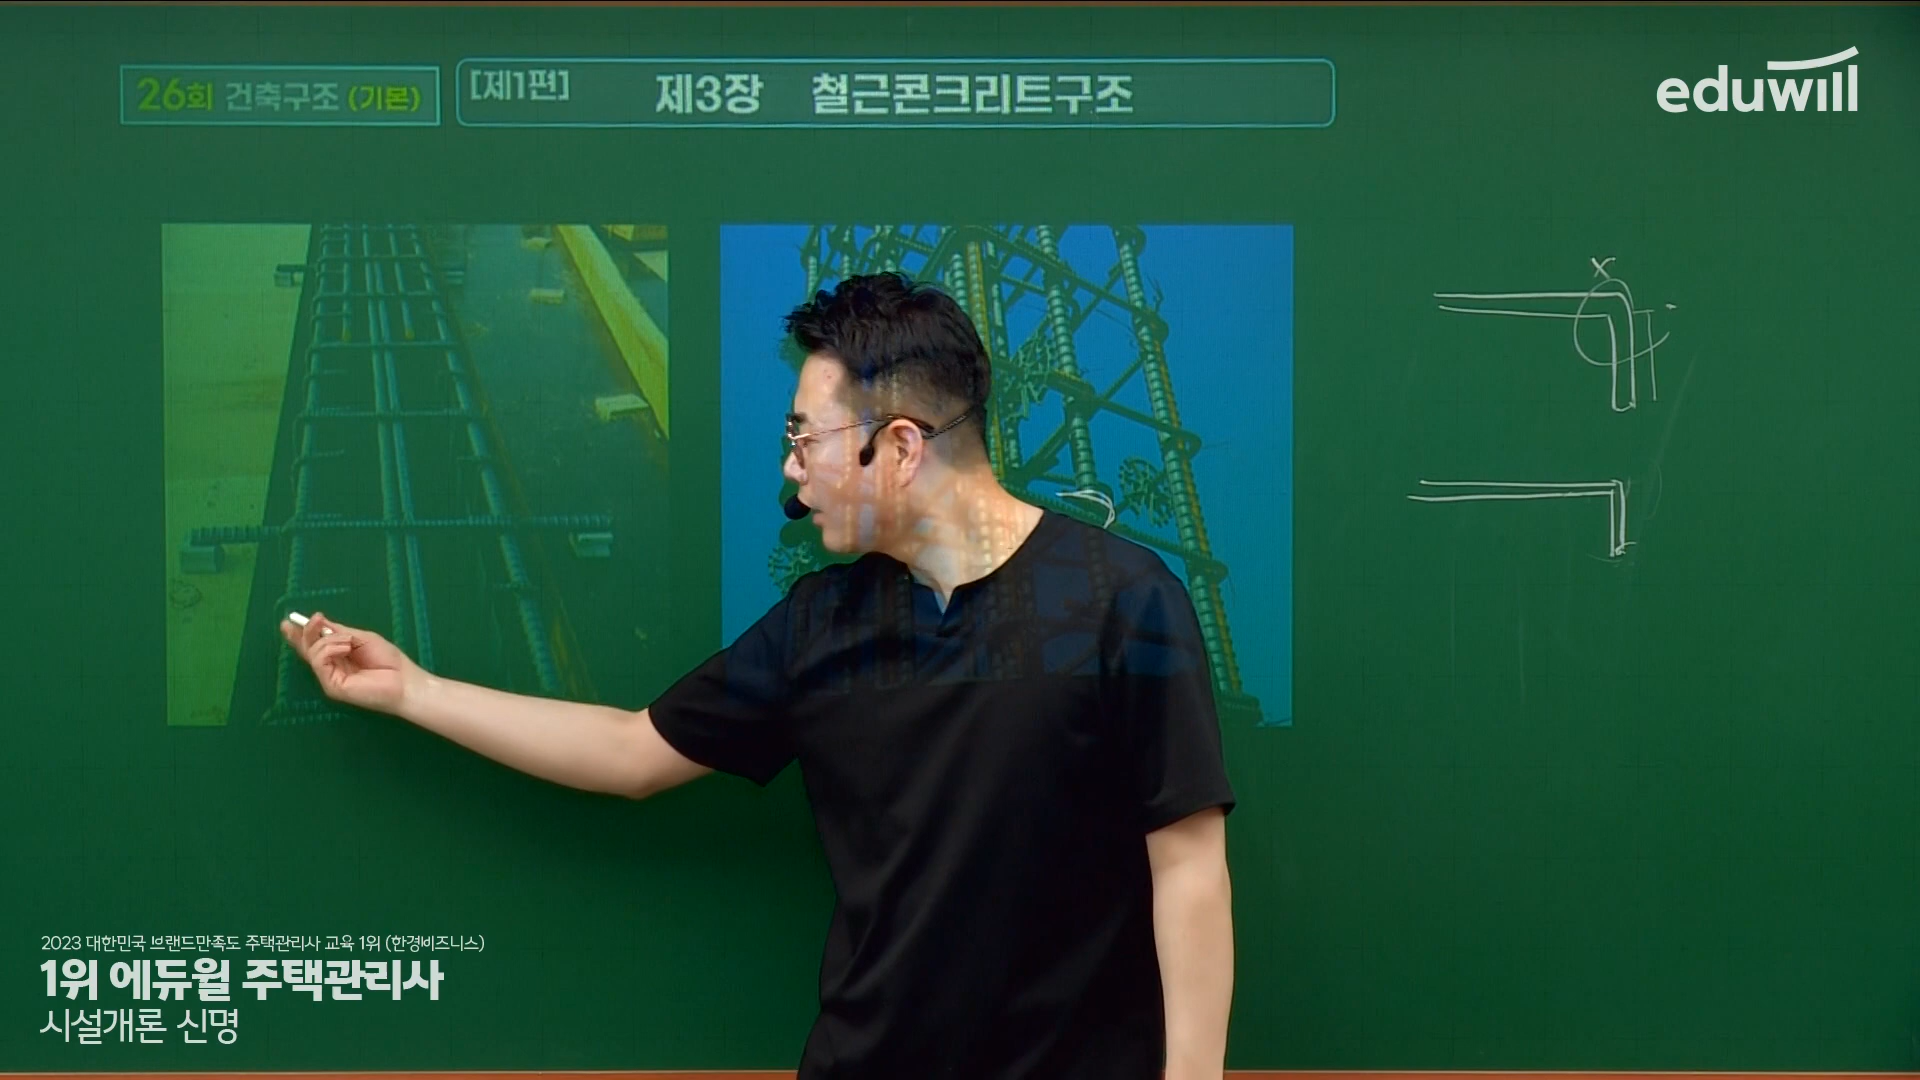 26회 건축구조 (기본)
[제1편] 제3장 철근콘크리트구조
eduwill
x
2023 대한민국 브랜드만족도 주택관리사 교육 1위 (한경비즈니스)
1위 에듀윌 주택관리사
시설개론 신명